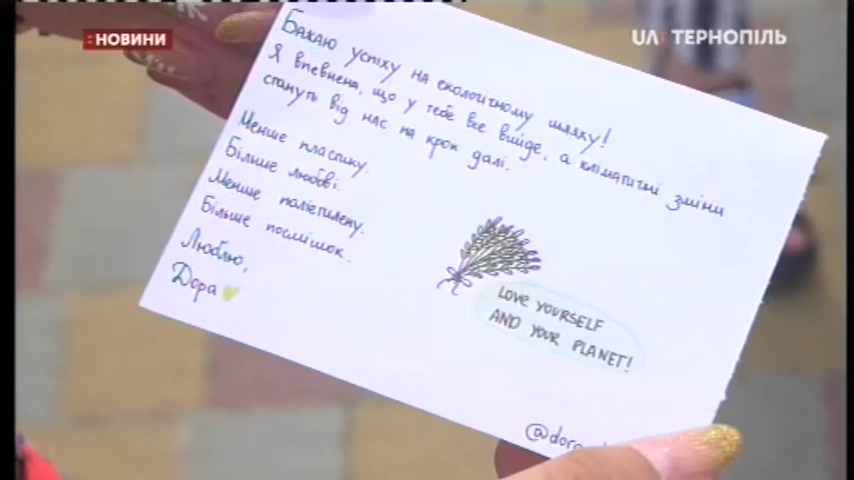 НОВИНИ
UA: ТЕРНОПІЛЬ
Бажаю успіху на екологічному шляху!
Я впевнена, що у тебе все вийде, а кліматичні зміни
стануть від нас на крок далі.
Менше пластику.
Більше любові.
Менше поліетилену.
Більше посмішок.
Люблю,
Дора
LOVE YOURSELF
AND YOUR PLANET!